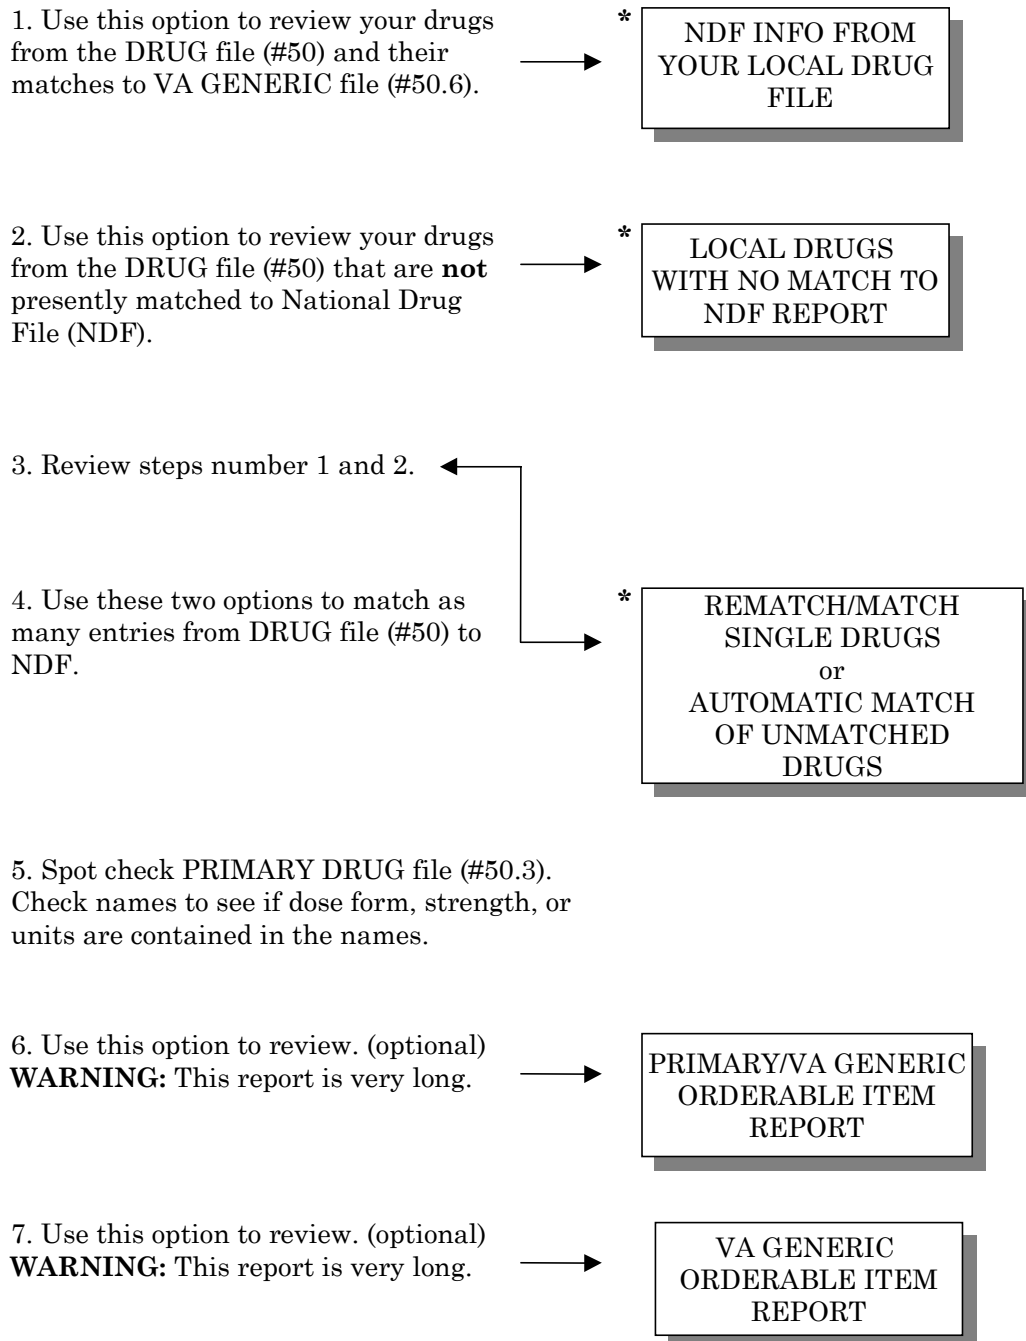 1. Use this option to review your drugs
from the DRUG file (#50) and their
matches to VA GENERIC file (#50.6).
*
NDF INFO FROM
YOUR LOCAL DRUG
FILE
2. Use this option to review your drugs
from the DRUG file (#50) that are not
presently matched to National Drug
File (NDF).
*
LOCAL DRUGS
WITH NO MATCH TO
NDF REPORT
3. Review steps number 1 and 2.
4. Use these two options to match as
many entries from DRUG file (#50) to
NDF.
*
REMATCH/MATCH
SINGLE DRUGS
or
AUTOMATIC MATCH
OF UNMATCHED
DRUGS
5. Spot check PRIMARY DRUG file (#50.3).
Check names to see if dose form, strength, or
units are contained in the names.
6. Use this option to review. (optional)
WARNING: This report is very long.
PRIMARY/VA GENERIC
ORDERABLE ITEM
REPORT
7. Use this option to review. (optional)
WARNING: This report is very long.
VA GENERIC
ORDERABLE ITEM
REPORT